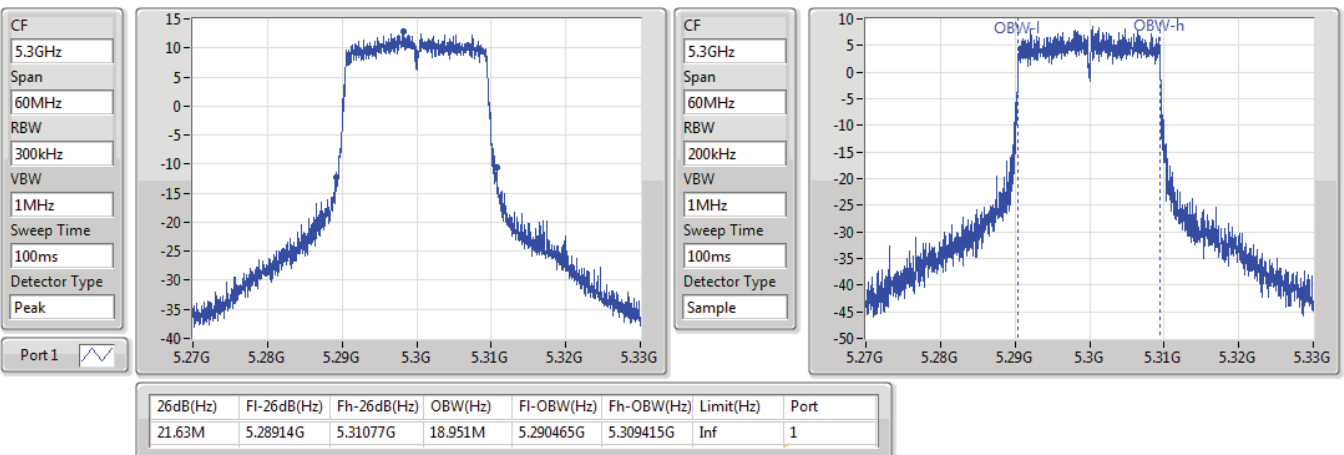 CF
5.3GHz
Span
60MHz
RBW
300kHz
VBW
1MHz
Sweep Time
100ms
Detector Type
Peak
Port 1
15
10
5
0
-5
-10
-15
-20
-25
-30
-35
-40
5.27G 5.28G 5.29G 5.3G 5.31G 5.32G 5.33G
CF
5.3GHz
Span
60MHz
RBW
200kHz
VBW
1MHz
Sweep Time
100ms
Detector Type
Sample
OBW-l OBW-h
10
5
0
-5
-10
-15
-20
-25
-30
-35
-40
-45
-50
5.27G 5.28G 5.29G 5.3G 5.31G 5.32G 5.33G
26dB(Hz) Fl-26dB(Hz) Fh-26dB(Hz) OBW(Hz) Fl-OBW(Hz) Fh-OBW(Hz) Limit(Hz) Port
21.63M 5.28914G 5.31077G 18.951M 5.290465G 5.309415G Inf 1